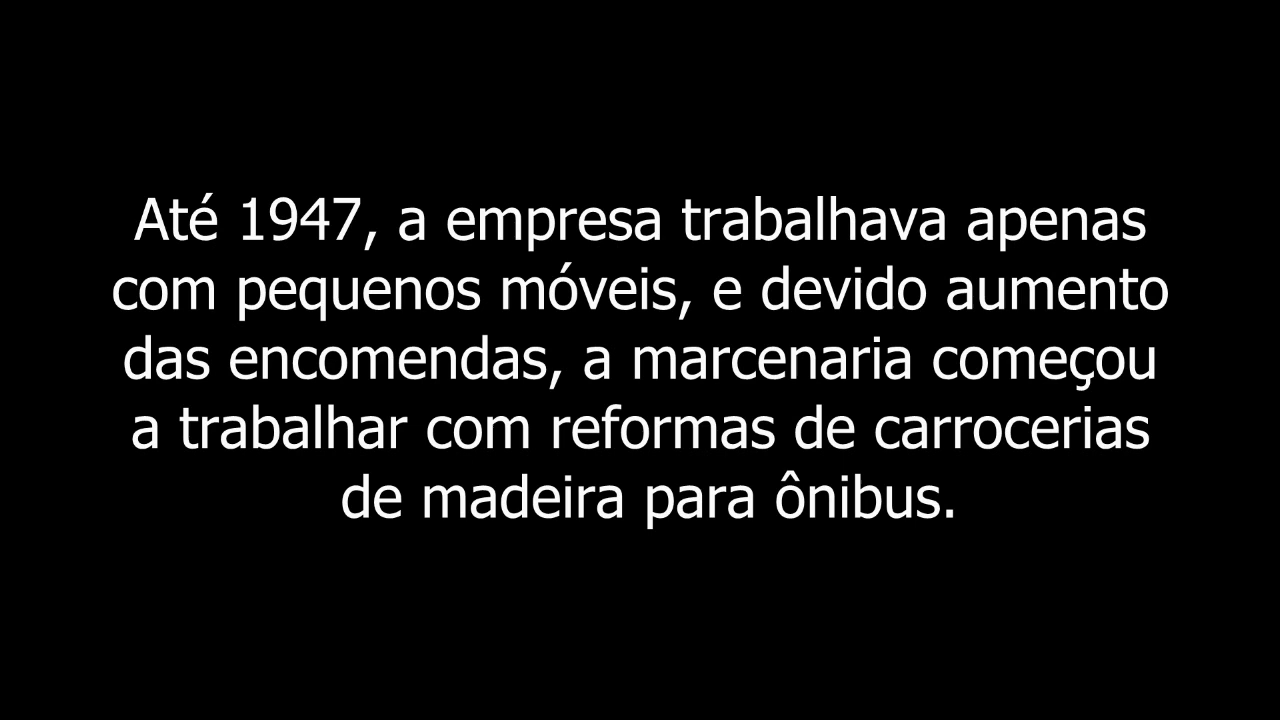 Até 1947, a empresa trabalhava apenas
com pequenos móveis, e devido aumento
das encomendas, a marcenaria começou
a trabalhar com reformas de carrocerias
de madeira para ônibus.